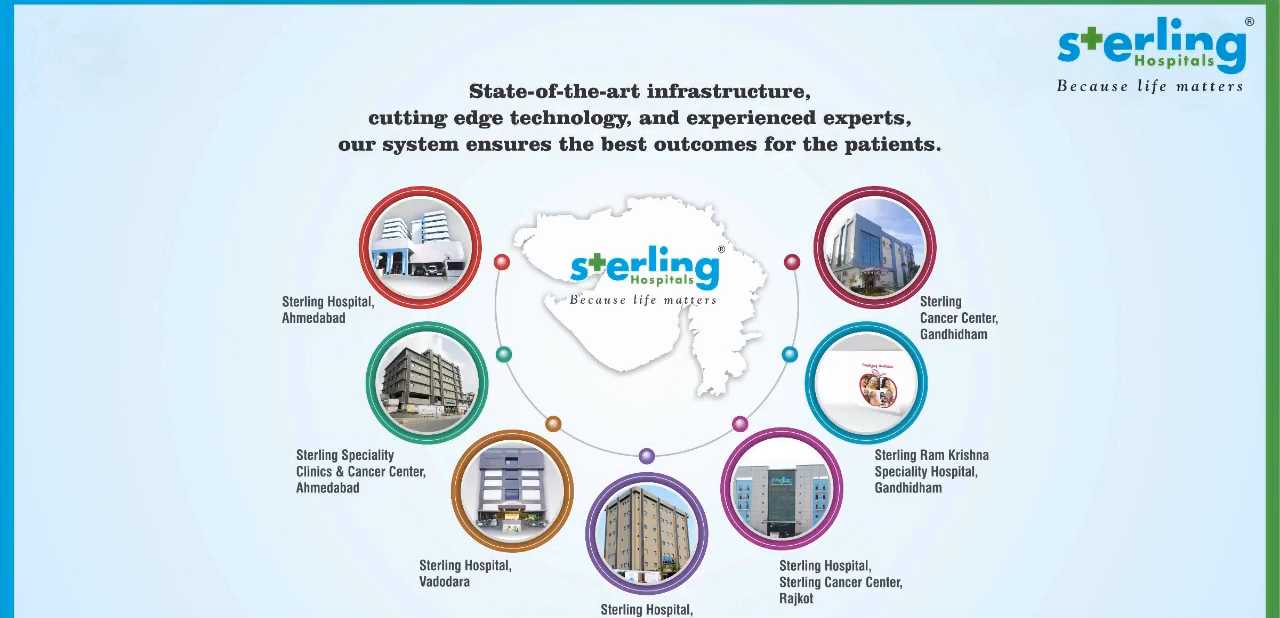 sterling®
Hospitals
Because life matters
State-of-the-art infrastructure,
cutting edge technology, and experienced experts,
our system ensures the best outcomes for the patients.
sterling®
Hospitals
Because life matters
Sterling Hospital,
Ahmedabad
Sterling
Cancer Center,
Gandhidham
Sterling Speciality
Clinics & Cancer Center,
Ahmedabad
Sterling Ram Krishna
Speciality Hospital,
Gandhidham
Sterling Hospital,
Vadodara
Sterling Hospital,
Sterling Cancer Center,
Rajkot
Sterling Hospital,